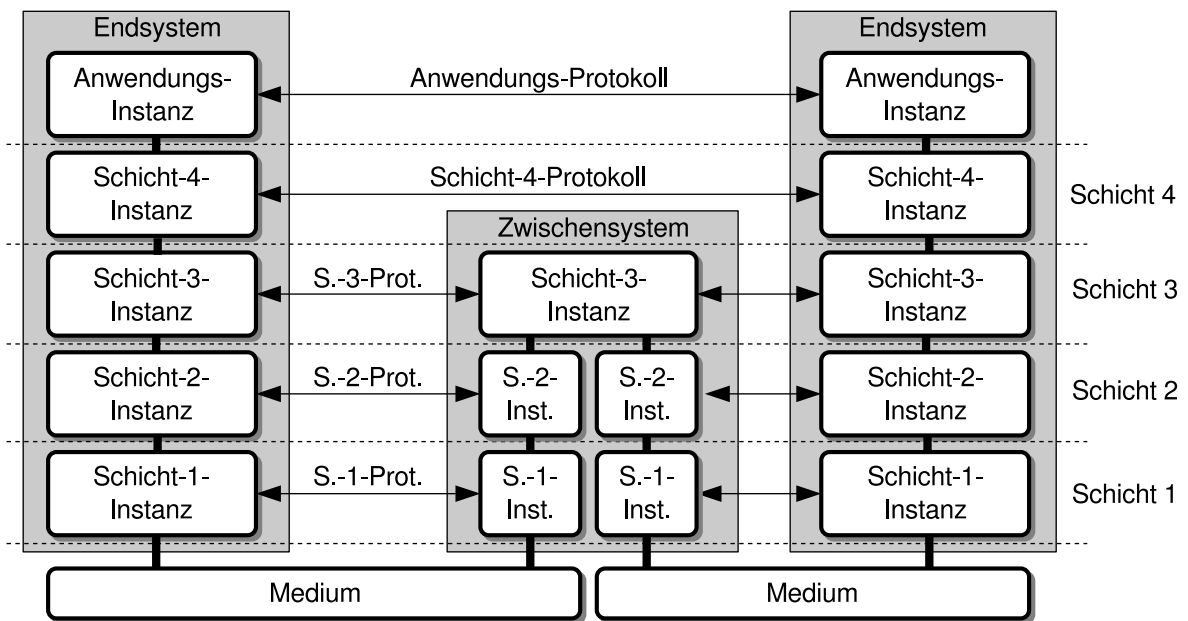 Endsystem
Endsystem
Anwendungs-
Instanz
Anwendungs-Protokoll
Anwendungs-
Instanz
Schicht-4-
Instanz
Schicht-4-Protokoll
Schicht-4-
Instanz
Schicht 4
Zwischensystem
Schicht-3-
Instanz
S.-3-Prot.
Schicht-3-
Instanz
Schicht-3-
Instanz
Schicht 3
Schicht-2-
Instanz
S.-2-Prot.
S.-2-
Inst.
S.-2-
Inst.
Schicht-2-
Instanz
Schicht 2
Schicht-1-
Instanz
S.-1-Prot.
S.-1-
Inst.
S.-1-
Inst.
Schicht-1-
Instanz
Schicht 1
Medium
Medium